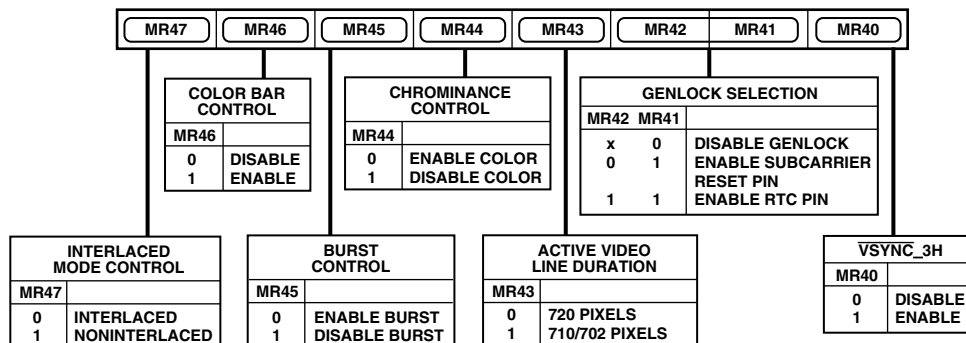 MR47 MR46 MR45 MR44 MR43 MR42 MR41 MR40
COLOR BAR
CONTROL
MR46
0 DISABLE
1 ENABLE
CHROMINANCE
CONTROL
MR44
0 ENABLE COLOR
1 DISABLE COLOR
GENLOCK SELECTION
MR42 MR41
x 0 DISABLE GENLOCK
0 1 ENABLE SUBCARRIER
RESET PIN
1 1 ENABLE RTC PIN
INTERLACED
MODE CONTROL
MR47
0 INTERLACED
1 NONINTERLACED
BURST
CONTROL
MR45
0 ENABLE BURST
1 DISABLE BURST
ACTIVE VIDEO
LINE DURATION
MR43
0 720 PIXELS
1 710/702 PIXELS
VSYNC_3H
MR40
0 DISABLE
1 ENABLE